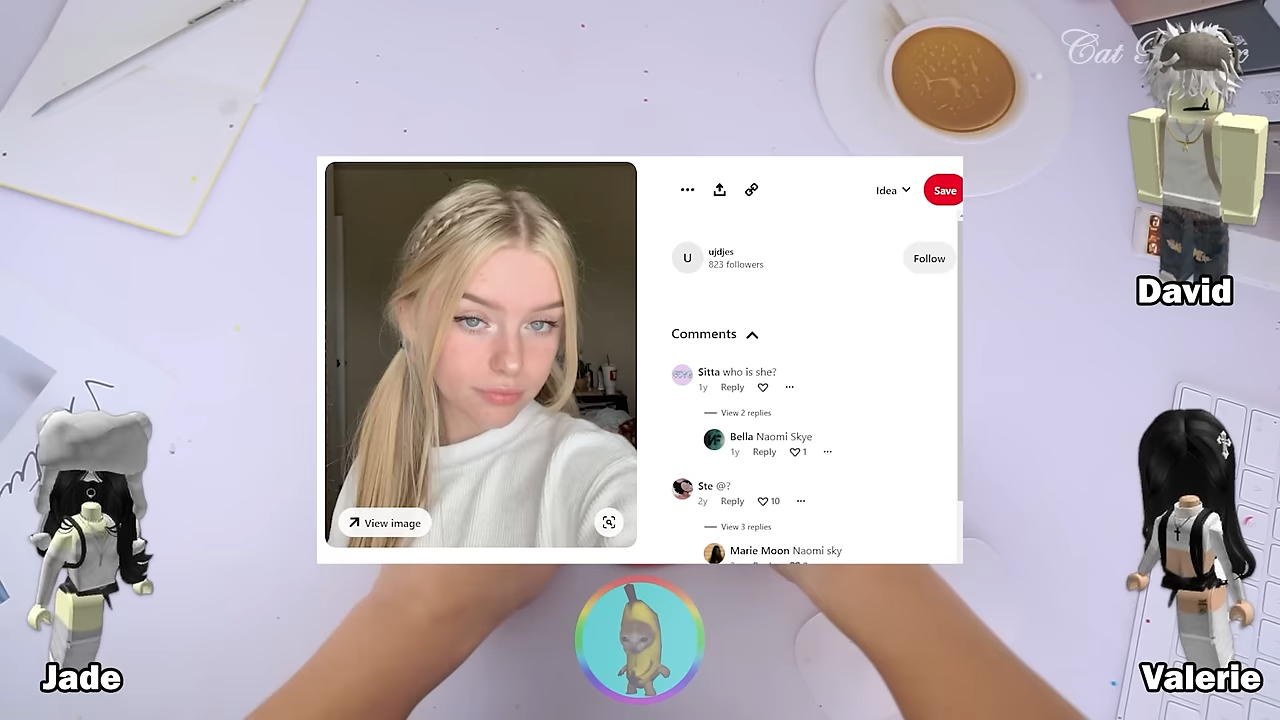 Cat
Idea
Save
U
ujdjes
823 followers
Follow
David
Comments
Sitta who is she?
1y Reply
View 2 replies
Bella Naomi Skye
1y Reply 1
Ste @?
2y Reply 10
View image
View 3 replies
Marie Moon Naomi sky
Jade
Valerie